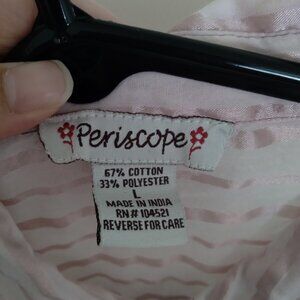 Periscope
67% COTTON
33% POLYESTER
L
MADE IN INDIA
RN# 104521
REVERSE FOR CARE